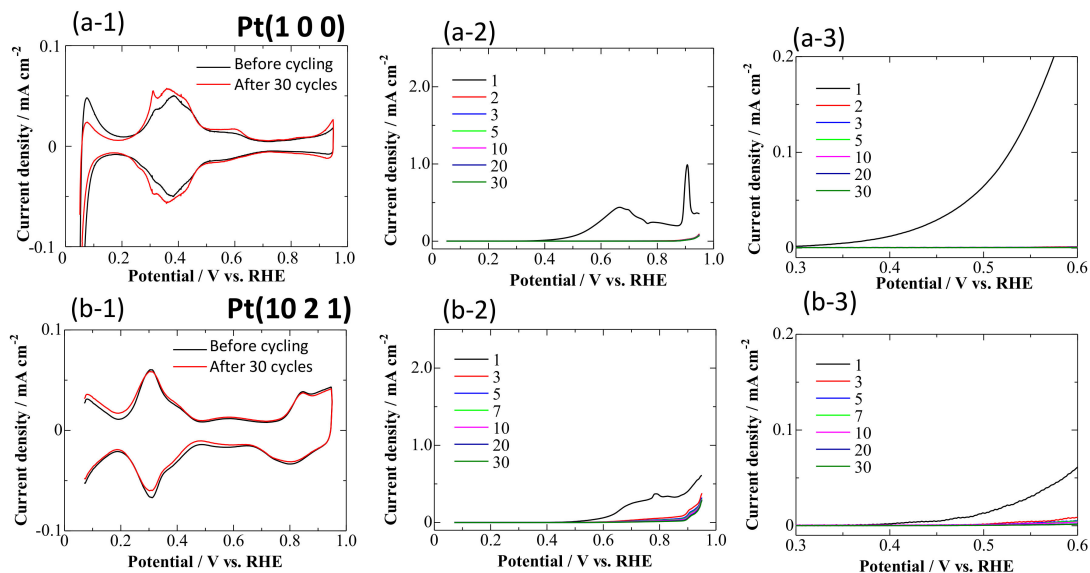 (a-1)
Pt(1 0 0)
Current density / mA cm-2
0.1
0
-0.1
Before cycling
After 30 cycles
0.0 0.2 0.4 0.6 0.8 1.0
Potential / V vs. RHE
(a-2)
Current density / mA cm-2
2.0
1.0
0
1
2
3
5
10
20
30
0 0.2 0.4 0.6 0.8 1.0
Potential / V vs. RHE
(a-3)
Current density / mA cm-2
0.2
0.1
0
1
2
3
5
10
20
30
0.3 0.4 0.5 0.6
Potential / V vs. RHE
(b-1)
Pt(10 2 1)
Current density / mA cm-2
0.1
0
-0.1
Before cycling
After 30 cycles
0.0 0.2 0.4 0.6 0.8 1.0
Potential / V vs. RHE
(b-2)
Current density / mA cm-2
2.0
1.0
0.0
1
3
5
7
10
20
30
0 0.2 0.4 0.6 0.8 1.0
Potential / V vs. RHE
(b-3)
Current density / mA cm-2
0.2
0.1
0
1
3
5
7
10
20
30
0.3 0.4 0.5 0.6
Potential / V vs. RHE